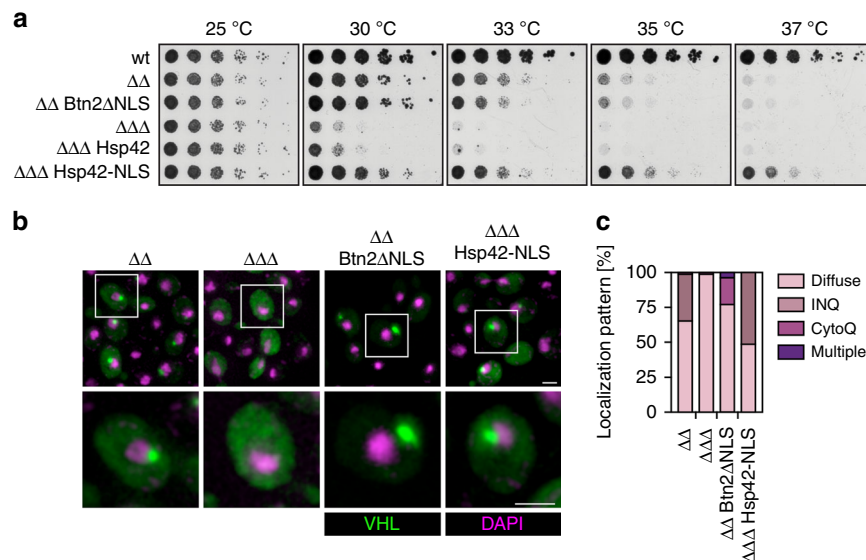 a
25 °C 30 °C 33 °C 35 °C 37 °C
wt
ΔΔ
ΔΔ Btn2ΔNLS
ΔΔΔ
ΔΔΔ Hsp42
ΔΔΔ Hsp42-NLS
b
ΔΔ ΔΔΔ ΔΔ Btn2ΔNLS ΔΔΔ Hsp42-NLS
VHL DAPI
c
Localization pattern [%]
100
75
50
25
0
Diffuse
INQ
CytoQ
Multiple
ΔΔ
ΔΔΔ
ΔΔ Btn2ΔNLS
ΔΔΔ Hsp42-NLS